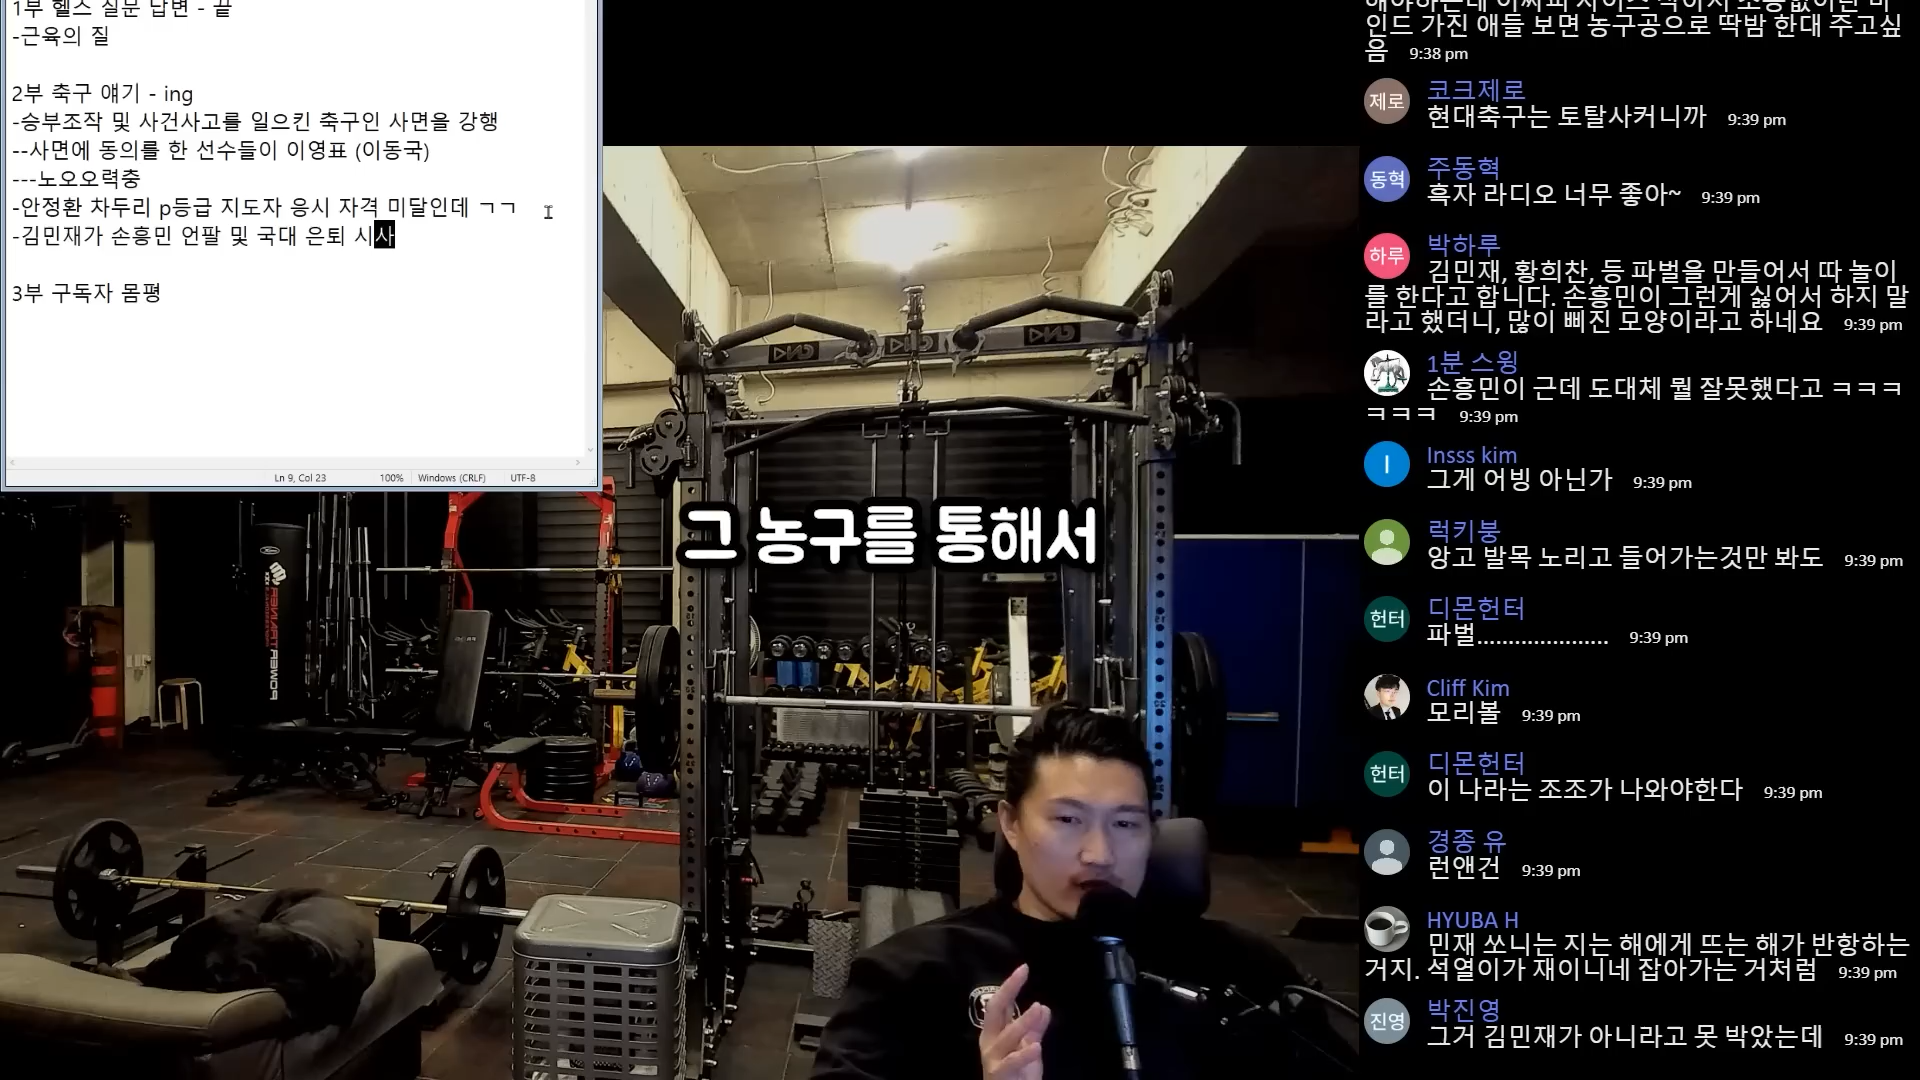 1부 헬스 질문 답변 - 끝
-근육의 질
2부 축구 얘기 - ing
-승부조작 및 사건사고를 일으킨 축구인 사면을 강행
--사면에 동의를 한 선수들이 이영표 (이동국)
---노오오력충
-안정환 차두리 p등급 지도자 응시 자격 미달인데 ㄱㄱ
-김민재가 손흥민 언팔 및 국대 은퇴 시사
3부 구독자 몸평
Ln 9, Col 23 100% Windows (CRLF) UTF-8
그 농구를 통해서
인드 가진 애들 보면 농구공으로 딱밤 한대 주고싶
음 9:38 pm
제로 코크제로
현대축구는 토탈사커니까 9:39 pm
동혁 주동혁
흑자 라디오 너무 좋아~ 9:39 pm
하루 박하루
김민재, 황희찬, 등 파벌을 만들어서 따 놀이
를 한다고 합니다. 손흥민이 그런게 싫어서 하지 말
라고 했더니, 많이 삐진 모양이라고 하네요 9:39 pm
1분 스윙
손흥민이 근데 도대체 뭘 잘못했다고 ㅋㅋㅋ
ㅋㅋㅋ 9:39 pm
I Insss kim
그게 어빙 아닌가 9:39 pm
럭키붕
앙고 발목 노리고 들어가는것만 봐도 9:39 pm
헌터 디몬헌터
파벌..................... 9:39 pm
Cliff Kim
모리볼 9:39 pm
헌터 디몬헌터
이 나라는 조조가 나와야한다 9:39 pm
경종 유
런앤건 9:39 pm
HYUBA H
민재 쏘니는 지는 해에게 뜨는 해가 반항하는
거지. 석열이가 재이니네 잡아가는 거처럼 9:39 pm
진영 박진영
그거 김민재가 아니라고 못 박았는데 9:39 pm